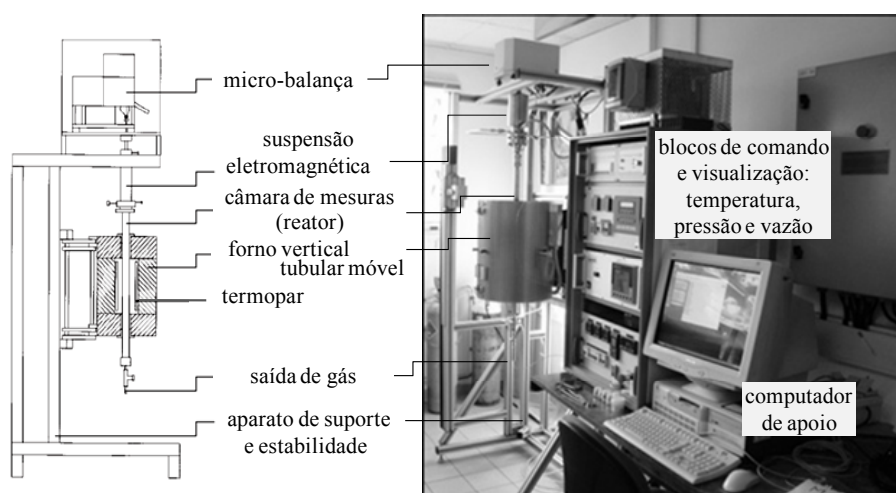 micro-balança
suspensão
eletromagnética
câmara de mesuras
(reator)
forno vertical
tubular móvel
termopar
saída de gás
aparato de suporte
e estabilidade
blocos de comando
e visualização:
temperatura,
pressão e vazão
computador
de apoio